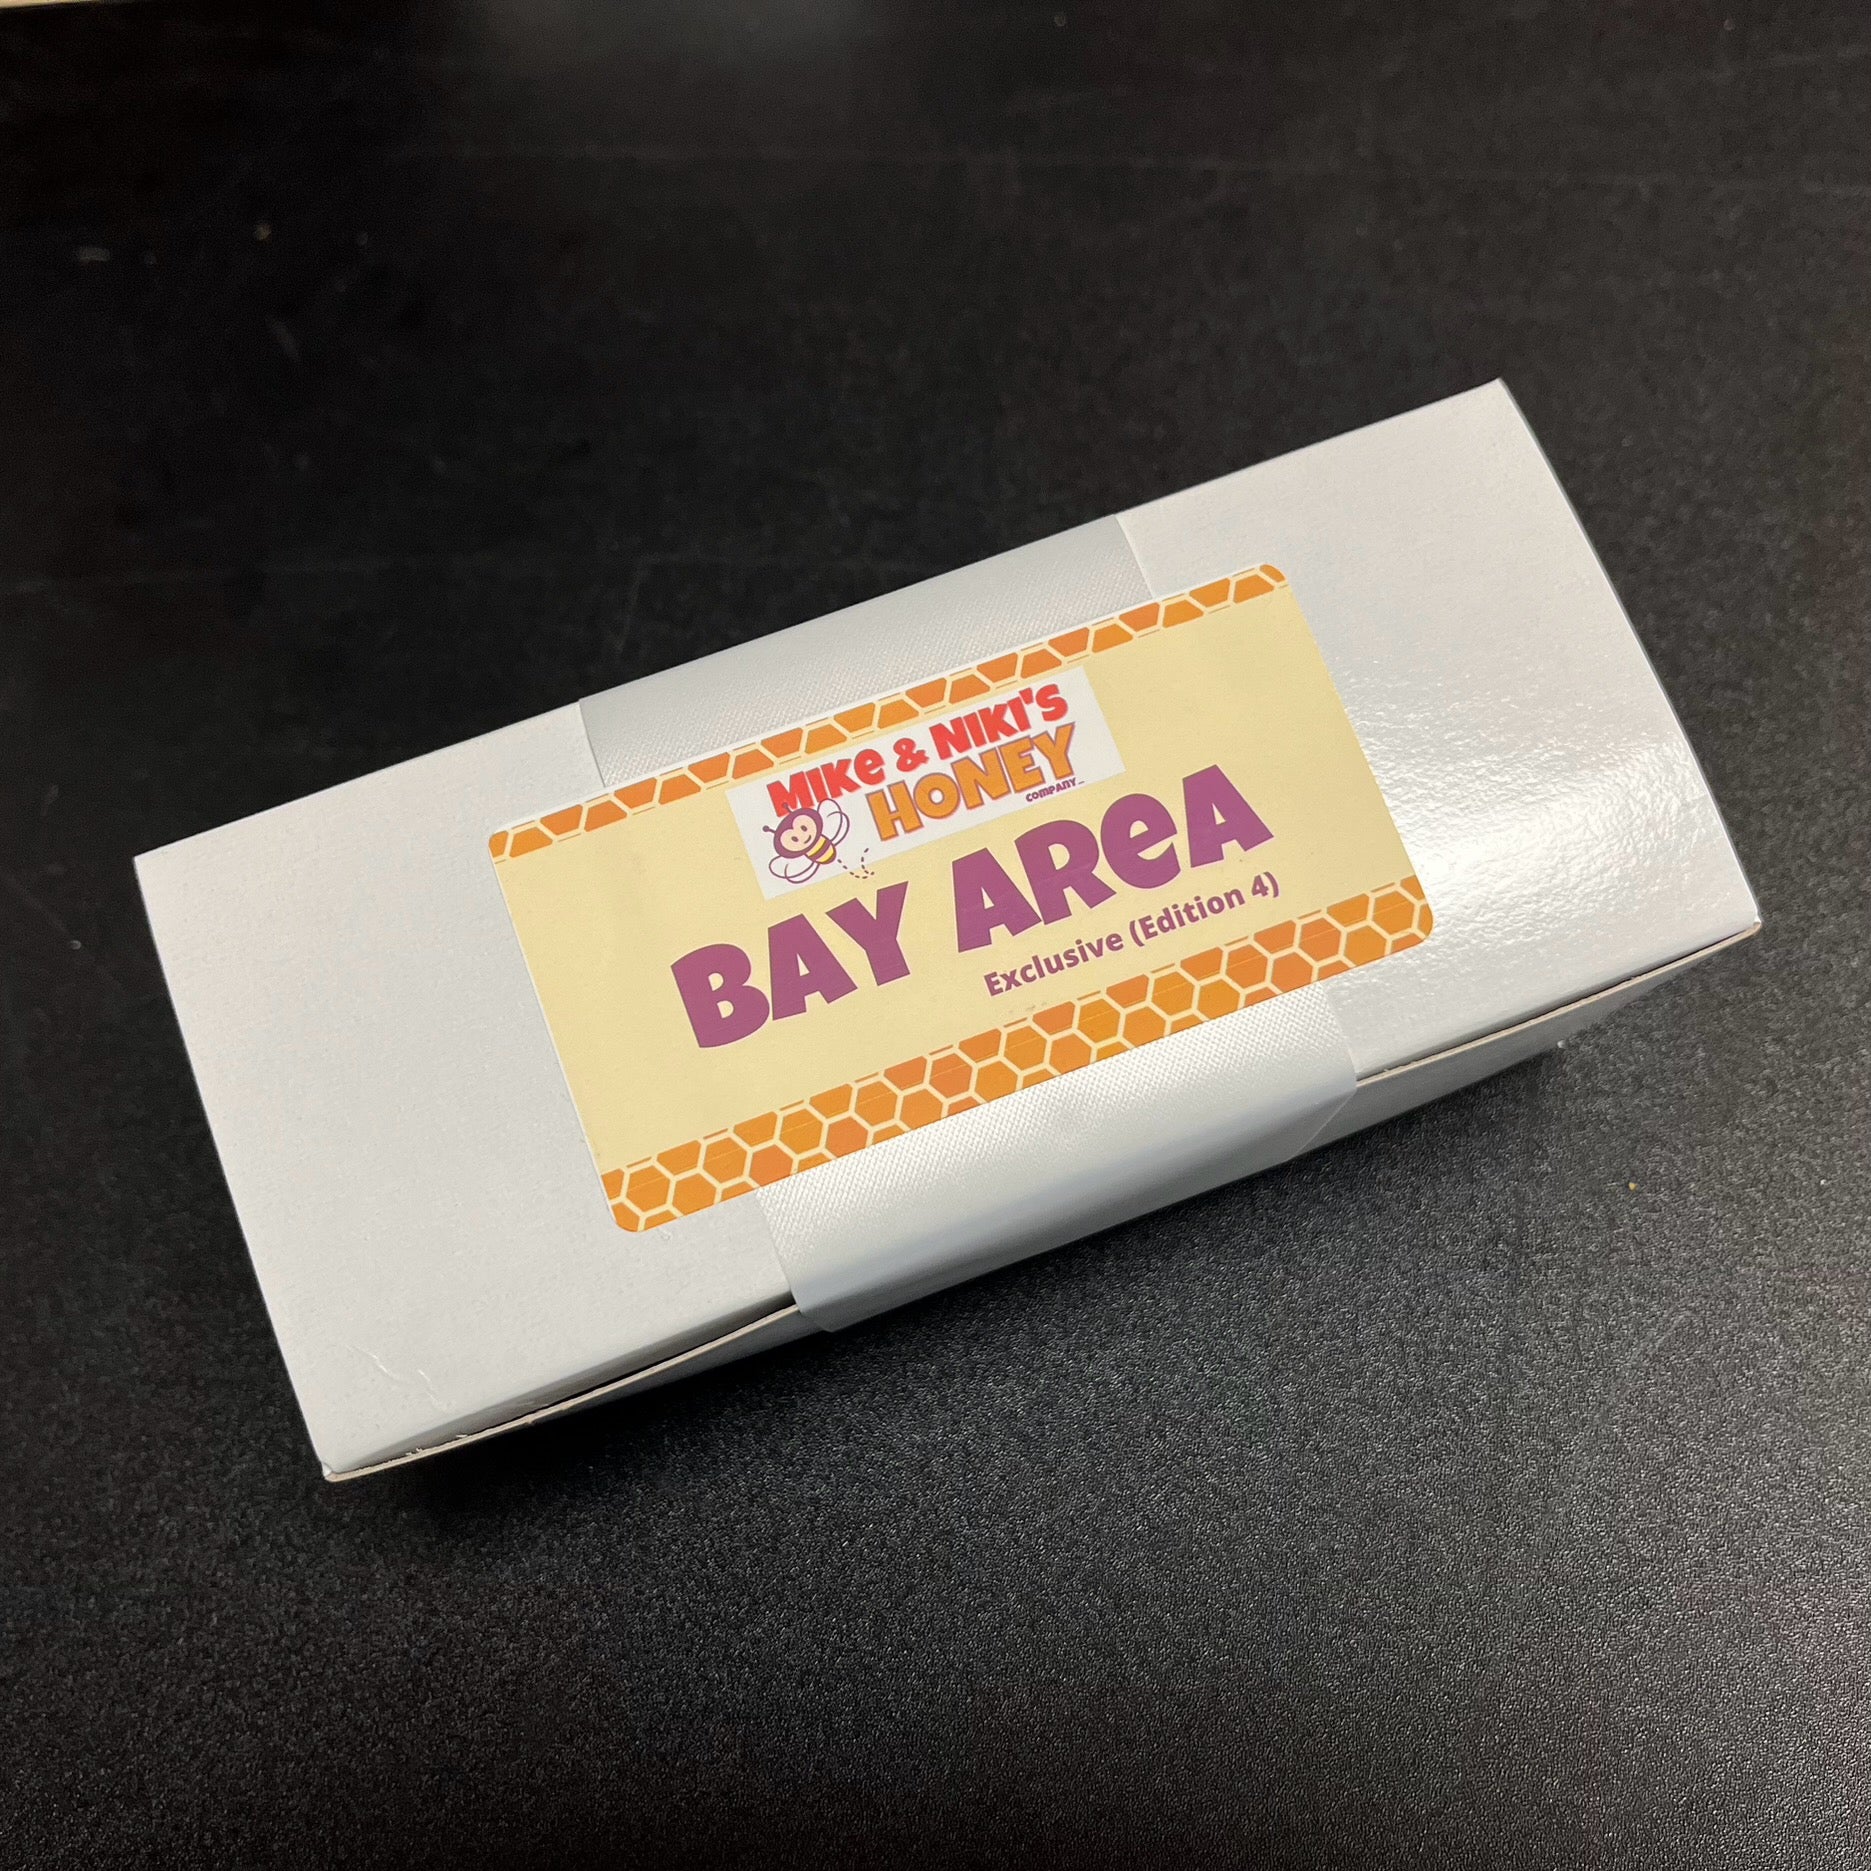 MIKe & NIKI'S
HONEY
COMPANY
BAY AReA
Exclusive (Edition 4)